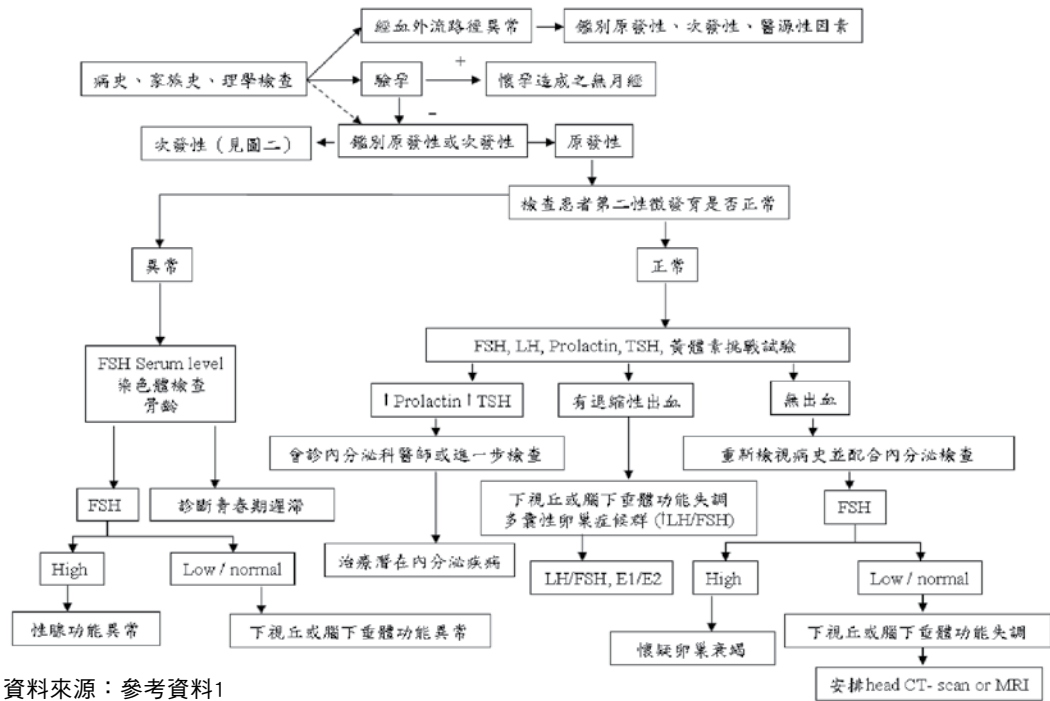 經血外流路徑異常
鑑別原發性、次發性、醫源性因素
病史、家族史、理學檢查
驗孕
+
懷孕造成之無月經
-
次發性(見圖二)
鑑別原發性或次發性
原發性
檢查患者第二性徵發育是否正常
異常
正常
FSH, LH, Prolactin, TSH, 黃體素挑戰試驗
FSH Serum level
染色體檢查
骨齡
↑Prolactin↑TSH
有退縮性出血
無出血
會診內分泌科醫師或進一步檢查
重新檢視病史並配合內分泌檢查
FSH
診斷青春期遲滯
下視丘或腦下垂體功能失調
多囊性卵巢症候群 (↑LH/FSH)
FSH
High
Low / normal
治療潛在內分泌疾病
LH/FSH, E1/E2
High
Low / normal
性腺功能異常
下視丘或腦下垂體功能異常
懷疑卵巢衰竭
下視丘或腦下垂體功能失調
安排head CT- scan or MRI
資料來源：參考資料1